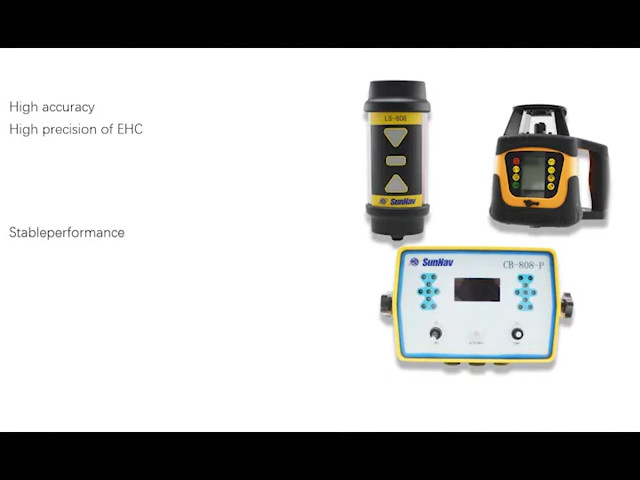 High accuracy
High precision of EHC
Stableperformance
LS-808
SunNav
SunNav
CB-808-P